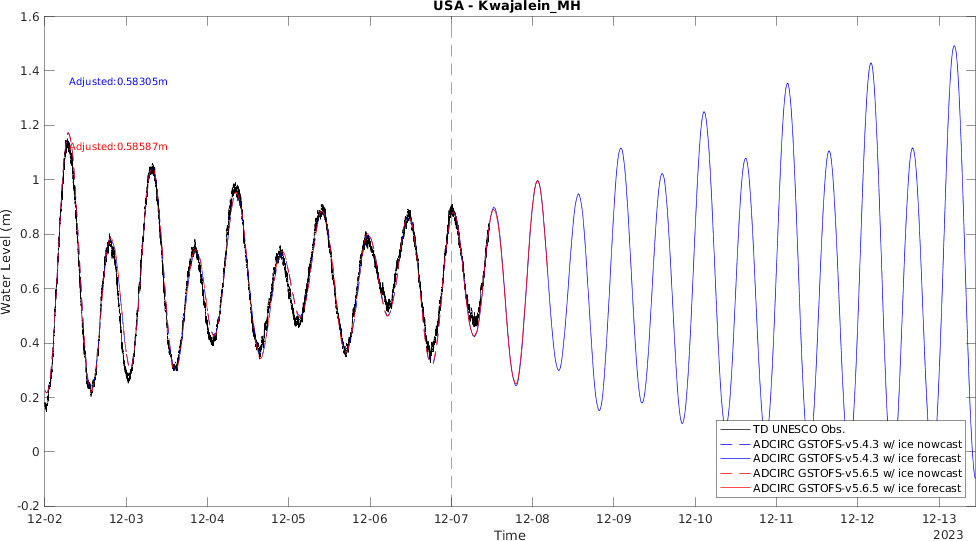 USA - Kwajalein_MH
1.6
1.4
1.2
1
0.8
0.6
0.4
0.2
0
-0.2
Water Level (m)
Adjusted:0.58305m
Adjusted:0.58587m
TD UNESCO Obs.
ADCIRC GSTOFS-v5.4.3 w/ ice nowcast
ADCIRC GSTOFS-v5.4.3 w/ ice forecast
ADCIRC GSTOFS-v5.6.5 w/ ice nowcast
ADCIRC GSTOFS-v5.6.5 w/ ice forecast
12-02 12-03 12-04 12-05 12-06 12-07 12-08 12-09 12-10 12-11 12-12 12-13
2023
Time